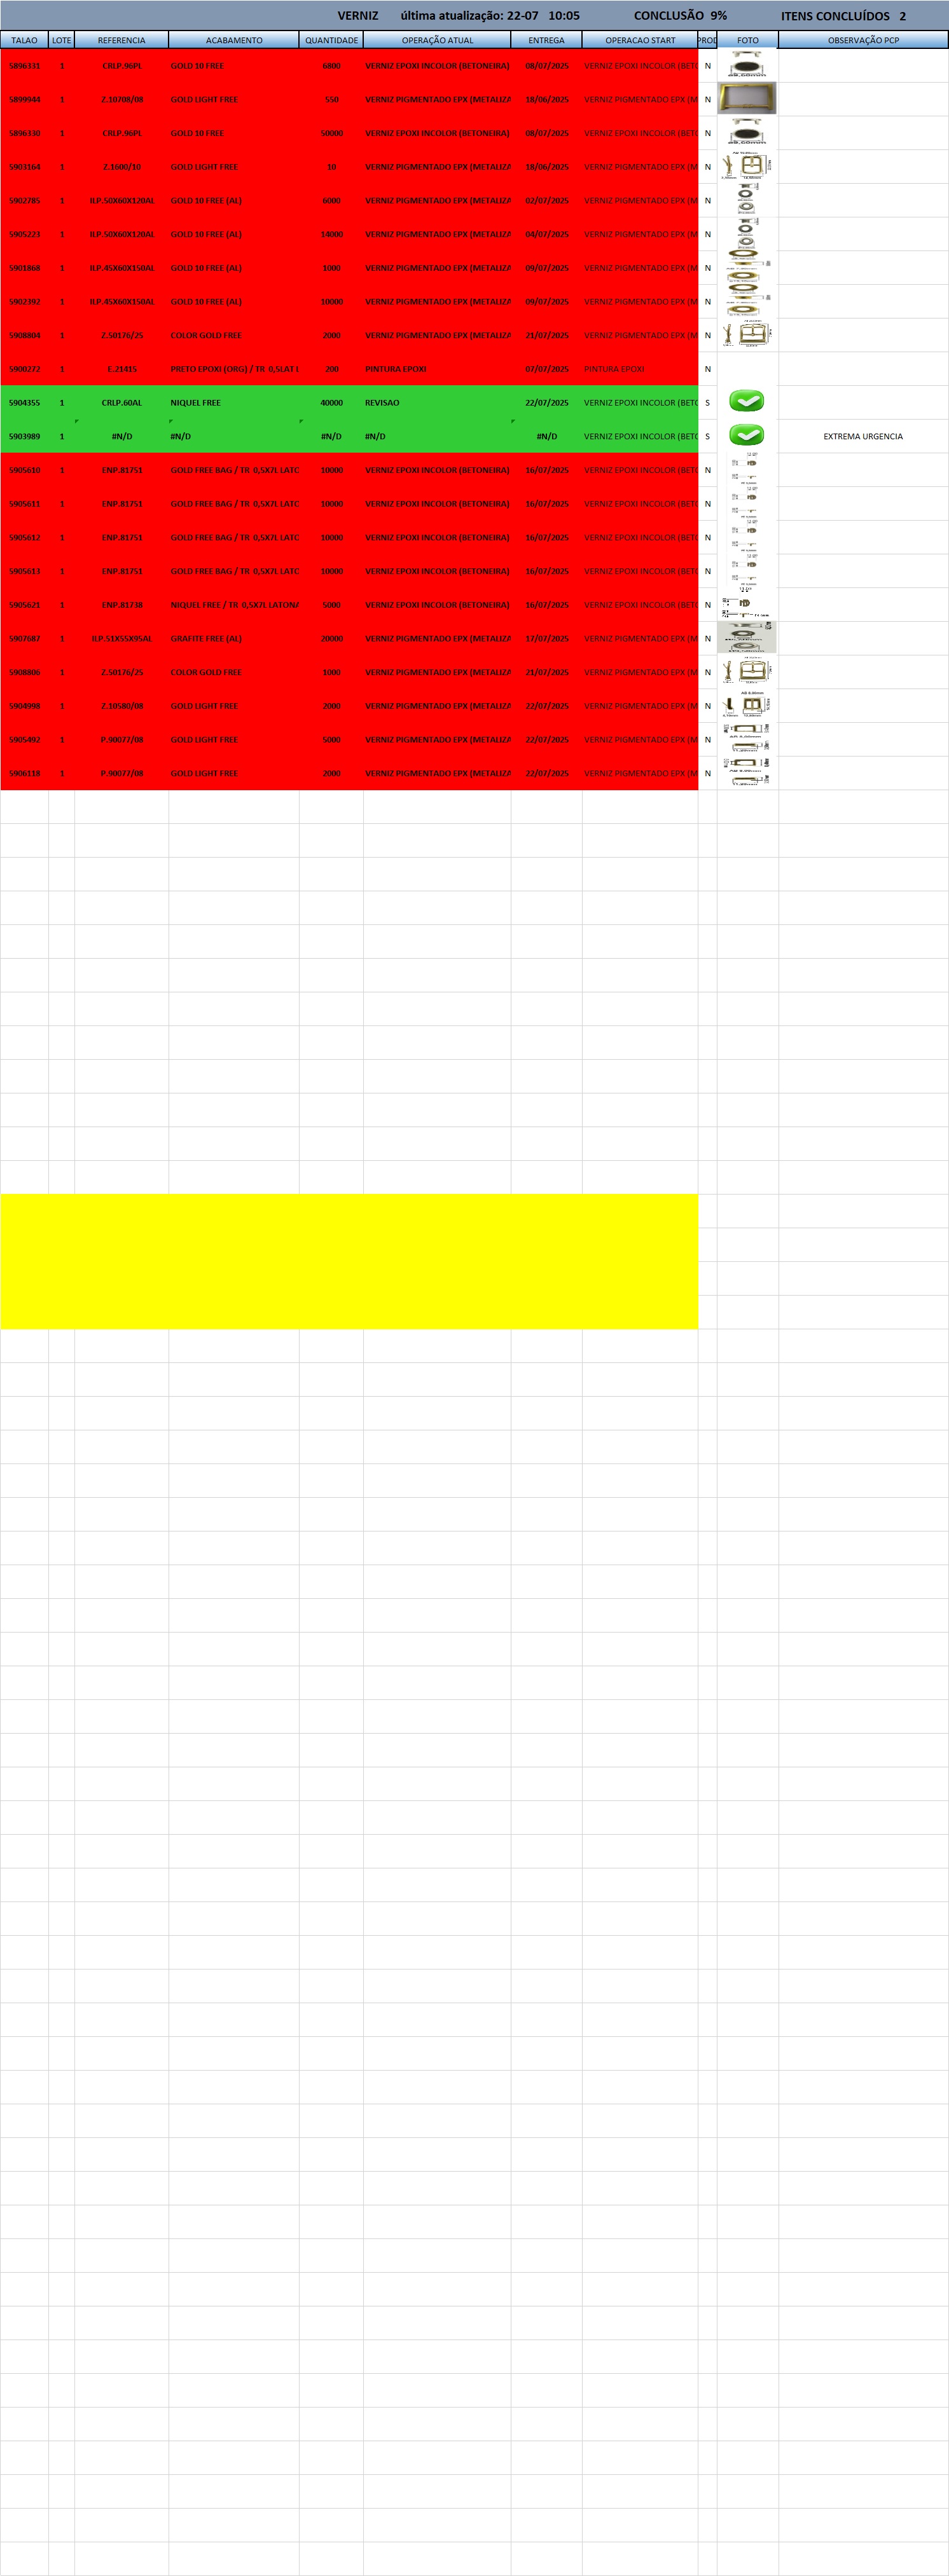 VERNIZ última atualização: 22-07 10:05 CONCLUSÃO 9% ITENS CONCLUÍDOS 2
TALAO LOTE REFERENCIA ACABAMENTO QUANTIDADE OPERAÇÃO ATUAL ENTREGA OPERACAO START PROD FOTO OBSERVAÇÃO PCP
5896331 1 CRLP.96PL GOLD 10 FREE 6800 VERNIZ EPOXI INCOLOR (BETONEIRA) 08/07/2025 VERNIZ EPOXI INCOLOR (BETO N
5899944 1 Z.10708/08 GOLD LIGHT FREE 550 VERNIZ PIGMENTADO EPX (METALIZA 18/06/2025 VERNIZ PIGMENTADO EPX (M N
5896330 1 CRLP.96PL GOLD 10 FREE 50000 VERNIZ EPOXI INCOLOR (BETONEIRA) 08/07/2025 VERNIZ EPOXI INCOLOR (BETO N
5903164 1 Z.1600/10 GOLD LIGHT FREE 10 VERNIZ PIGMENTADO EPX (METALIZA 18/06/2025 VERNIZ PIGMENTADO EPX (M N
5902785 1 ILP.50X60X120AL GOLD 10 FREE (AL) 6000 VERNIZ PIGMENTADO EPX (METALIZA 02/07/2025 VERNIZ PIGMENTADO EPX (M N
5905223 1 ILP.50X60X120AL GOLD 10 FREE (AL) 14000 VERNIZ PIGMENTADO EPX (METALIZA 04/07/2025 VERNIZ PIGMENTADO EPX (M N
5901868 1 ILP.45X60X150AL GOLD 10 FREE (AL) 1000 VERNIZ PIGMENTADO EPX (METALIZA 09/07/2025 VERNIZ PIGMENTADO EPX (M N
5902392 1 ILP.45X60X150AL GOLD 10 FREE (AL) 10000 VERNIZ PIGMENTADO EPX (METALIZA 09/07/2025 VERNIZ PIGMENTADO EPX (M N
5908804 1 Z.50176/25 COLOR GOLD FREE 2000 VERNIZ PIGMENTADO EPX (METALIZA 21/07/2025 VERNIZ PIGMENTADO EPX (M N
5900272 1 E.21415 PRETO EPOXI (ORG) / TR 0,5LAT L 200 PINTURA EPOXI 07/07/2025 PINTURA EPOXI N
5904355 1 CRLP.60AL NIQUEL FREE 40000 REVISAO 22/07/2025 VERNIZ EPOXI INCOLOR (BETO S
5903989 1 #N/D #N/D #N/D #N/D #N/D VERNIZ EPOXI INCOLOR (BETO S EXTREMA URGENCIA
5905610 1 ENP.81751 GOLD FREE BAG / TR 0,5X7L LATO 10000 VERNIZ EPOXI INCOLOR (BETONEIRA) 16/07/2025 VERNIZ EPOXI INCOLOR (BETO N
5905611 1 ENP.81751 GOLD FREE BAG / TR 0,5X7L LATO 10000 VERNIZ EPOXI INCOLOR (BETONEIRA) 16/07/2025 VERNIZ EPOXI INCOLOR (BETO N
5905612 1 ENP.81751 GOLD FREE BAG / TR 0,5X7L LATO 10000 VERNIZ EPOXI INCOLOR (BETONEIRA) 16/07/2025 VERNIZ EPOXI INCOLOR (BETO N
5905613 1 ENP.81751 GOLD FREE BAG / TR 0,5X7L LATO 10000 VERNIZ EPOXI INCOLOR (BETONEIRA) 16/07/2025 VERNIZ EPOXI INCOLOR (BETO N
5905621 1 ENP.81738 NIQUEL FREE / TR 0,5X7L LATONA 5000 VERNIZ EPOXI INCOLOR (BETONEIRA) 16/07/2025 VERNIZ EPOXI INCOLOR (BETO N
5907687 1 ILP.51X55X95AL GRAFITE FREE (AL) 20000 VERNIZ PIGMENTADO EPX (METALIZA 17/07/2025 VERNIZ PIGMENTADO EPX (M N
5908806 1 Z.50176/25 COLOR GOLD FREE 1000 VERNIZ PIGMENTADO EPX (METALIZA 21/07/2025 VERNIZ PIGMENTADO EPX (M N
5904998 1 Z.10580/08 GOLD LIGHT FREE 2000 VERNIZ PIGMENTADO EPX (METALIZA 22/07/2025 VERNIZ PIGMENTADO EPX (M N
5905492 1 P.90077/08 GOLD LIGHT FREE 5000 VERNIZ PIGMENTADO EPX (METALIZA 22/07/2025 VERNIZ PIGMENTADO EPX (M N
5906118 1 P.90077/08 GOLD LIGHT FREE 2000 VERNIZ PIGMENTADO EPX (METALIZA 22/07/2025 VERNIZ PIGMENTADO EPX (M N